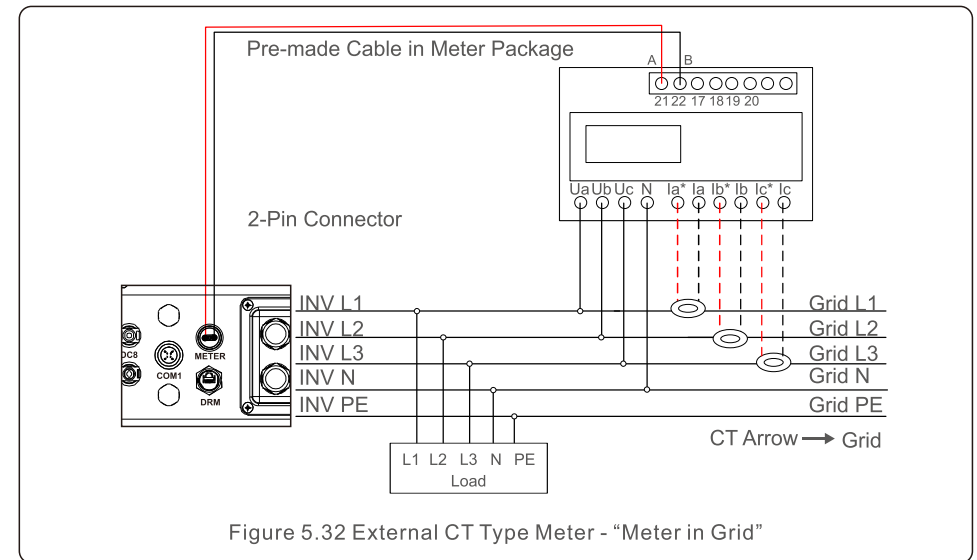 Pre-made Cable in Meter Package
A B
21 22 17 18 19 20
Ua Ub Uc N Ia* Ia Ib* Ib Ic* Ic
2-Pin Connector
INV L1 Grid L1
INV L2 Grid L2
INV L3 Grid L3
INV N Grid N
INV PE Grid PE
DC8
METER
COM1
DRM
CT Arrow → Grid
L1 L2 L3 N PE
Load
Figure 5.32 External CT Type Meter - “Meter in Grid”